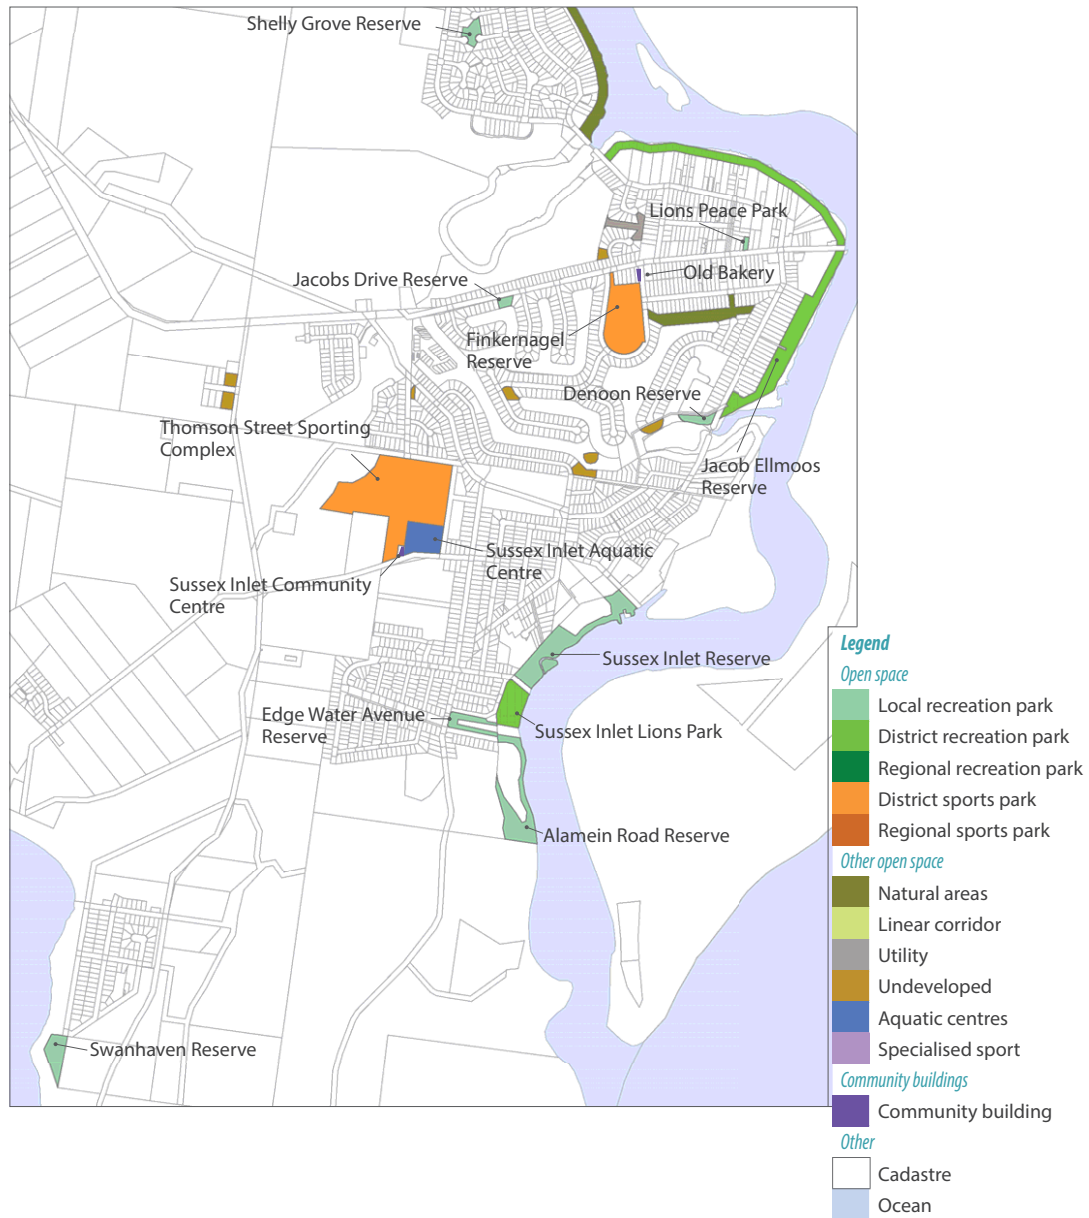 Shelly Grove Reserve
Lions Peace Park
Old Bakery
Jacobs Drive Reserve
Finkernagel
Reserve
Denoon Reserve
Thomson Street Sporting
Complex
Jacob Ellmoos
Reserve
Sussex Inlet Aquatic
Centre
Sussex Inlet Community
Centre
Sussex Inlet Reserve
Edge Water Avenue
Reserve
Sussex Inlet Lions Park
Alamein Road Reserve
Swanhaven Reserve
Legend
Open space
Local recreation park
District recreation park
Regional recreation park
District sports park
Regional sports park
Other open space
Natural areas
Linear corridor
Utility
Undeveloped
Aquatic centres
Specialised sport
Community buildings
Community building
Other
Cadastre
Ocean